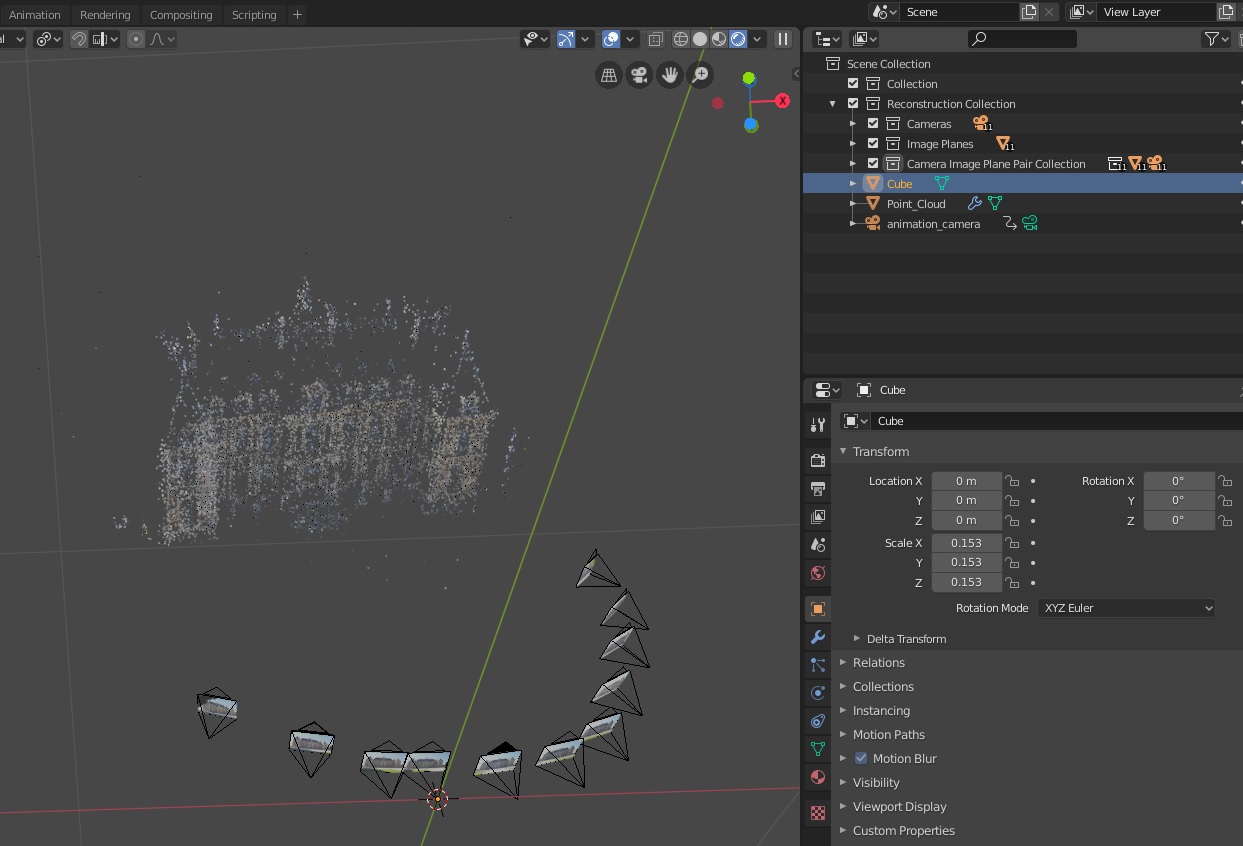 Animation Rendering Compositing Scripting +
Scene
View Layer
X
Scene Collection
Collection
Reconstruction Collection
Cameras 11
Image Planes 11
Camera Image Plane Pair Collection 11 11 11
Cube
Point_Cloud
animation_camera
Cube
Cube
Transform
Location X 0 m Rotation X 0°
Y 0 m Y 0°
Z 0 m Z 0°
Scale X 0.153
Y 0.153
Z 0.153
Rotation Mode XYZ Euler
Delta Transform
Relations
Collections
Instancing
Motion Paths
Motion Blur
Visibility
Viewport Display
Custom Properties